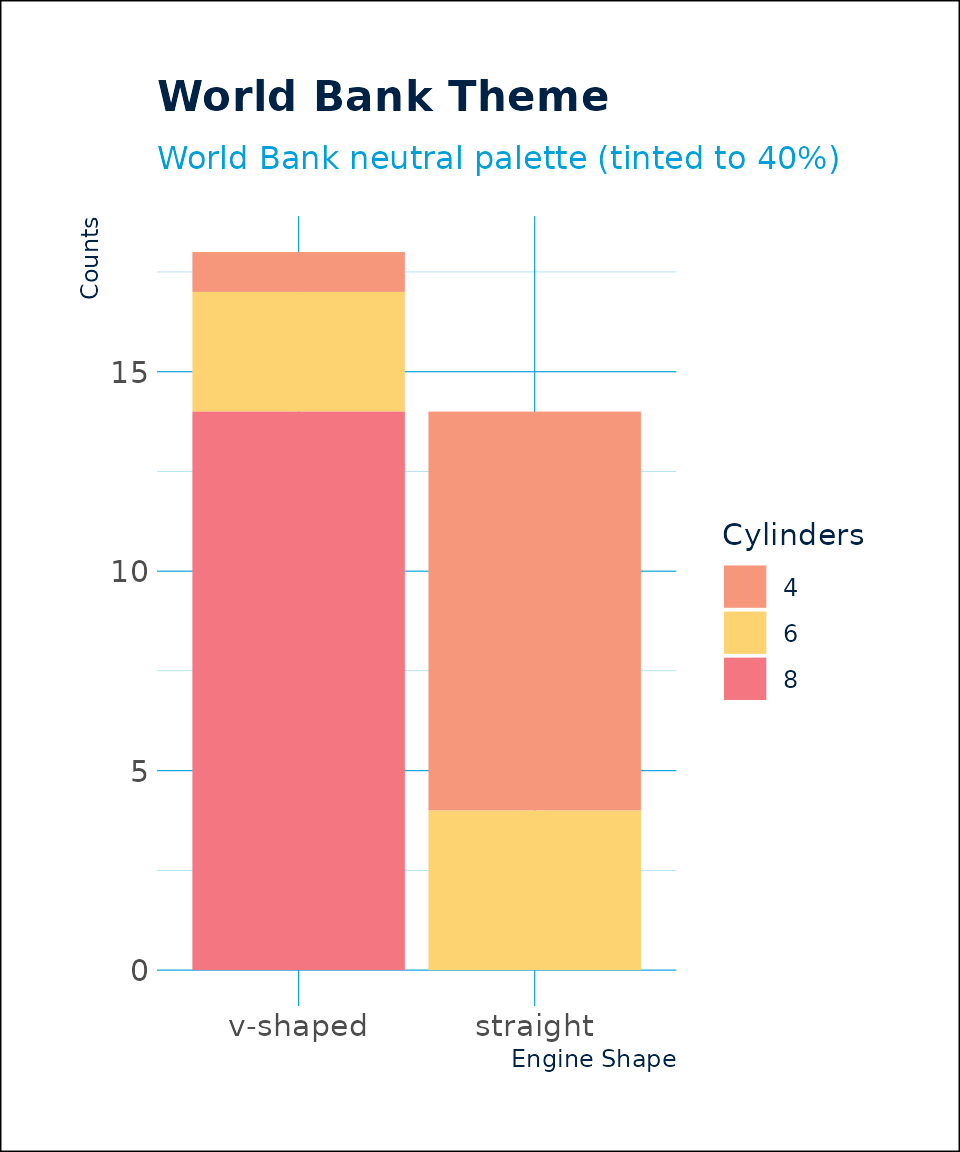 World Bank Theme
World Bank neutral palette (tinted to 40%)
Counts
15
10
5
0
v-shaped straight
Engine Shape
Cylinders
4
6
8